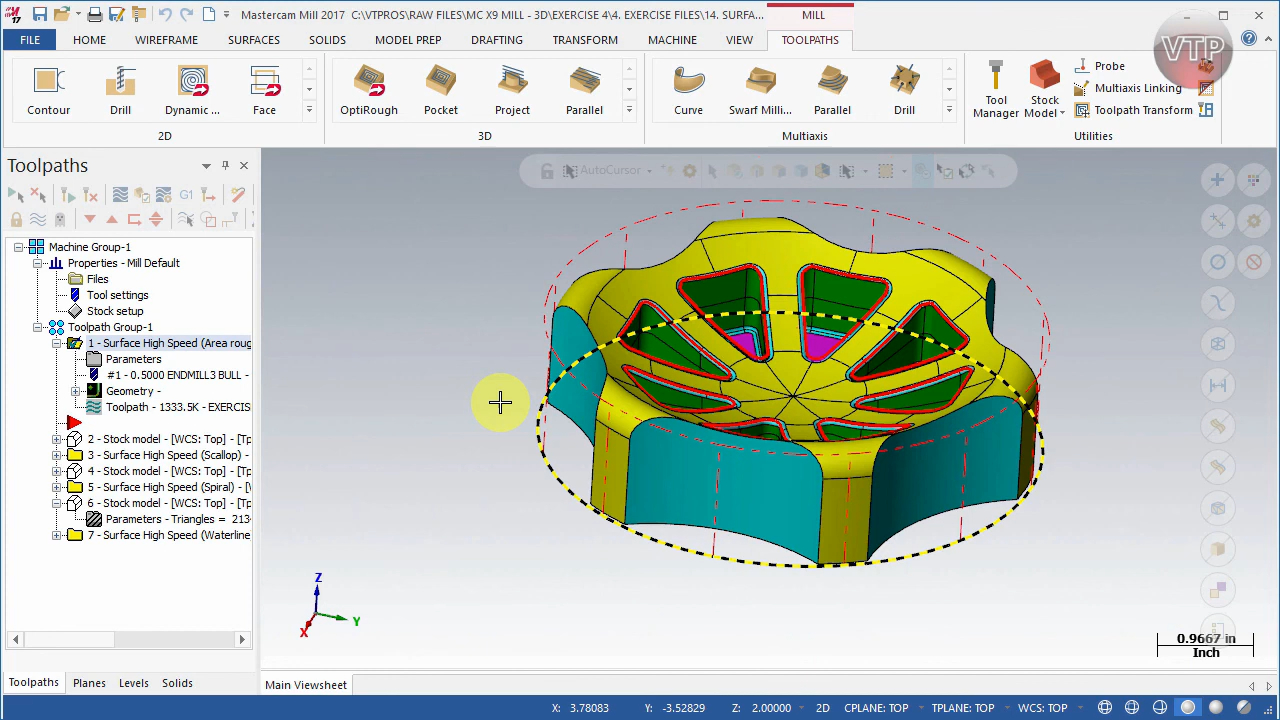 17
Mastercam Mill 2017 C:\VTPROS\RAW FILES\MC X9 MILL - 3D\EXERCISE 4\4. EXERCISE FILES\14. SURFA...
MILL
VTP
FILE HOME WIREFRAME SURFACES SOLIDS MODEL PREP DRAFTING TRANSFORM MACHINE VIEW TOOLPATHS
Contour Drill Dynamic ... Face
2D
OptiRough Pocket Project Parallel
3D
Curve Swarf Milli... Parallel Drill
Multiaxis
Tool Manager
Stock Model
Probe
Multiaxis Linking
Toolpath Transform
Utilities
Toolpaths
AutoCursor
G1
Machine Group-1
Properties - Mill Default
Files
Tool settings
Stock setup
Toolpath Group-1
1 - Surface High Speed (Area roug
Parameters
#1 - 0.5000 ENDMILL3 BULL -
Geometry -
Toolpath - 1333.5K - EXERCIS
2 - Stock model - [WCS: Top] - [Tp
3 - Surface High Speed (Scallop) -
4 - Stock model - [WCS: Top] - [Tp
5 - Surface High Speed (Spiral) - [W
6 - Stock model - [WCS: Top] - [Tp
Parameters - Triangles = 213
7 - Surface High Speed (Waterline
Z
Y
X
0.9667 in
Inch
Toolpaths Planes Levels Solids
Main Viewsheet
X: 3.78083 Y: -3.52829 Z: 2.00000 2D CPLANE: TOP TPLANE: TOP WCS: TOP